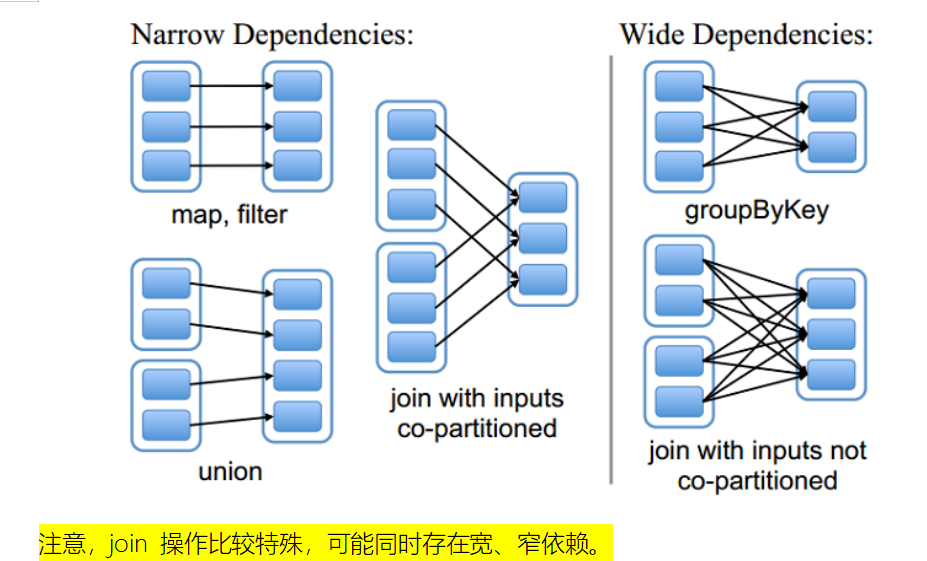 Narrow Dependencies:
Wide Dependencies:
map, filter
union
join with inputs
co-partitioned
groupByKey
join with inputs not
co-partitioned
注意，join 操作比较特殊，可能同时存在宽、窄依赖。